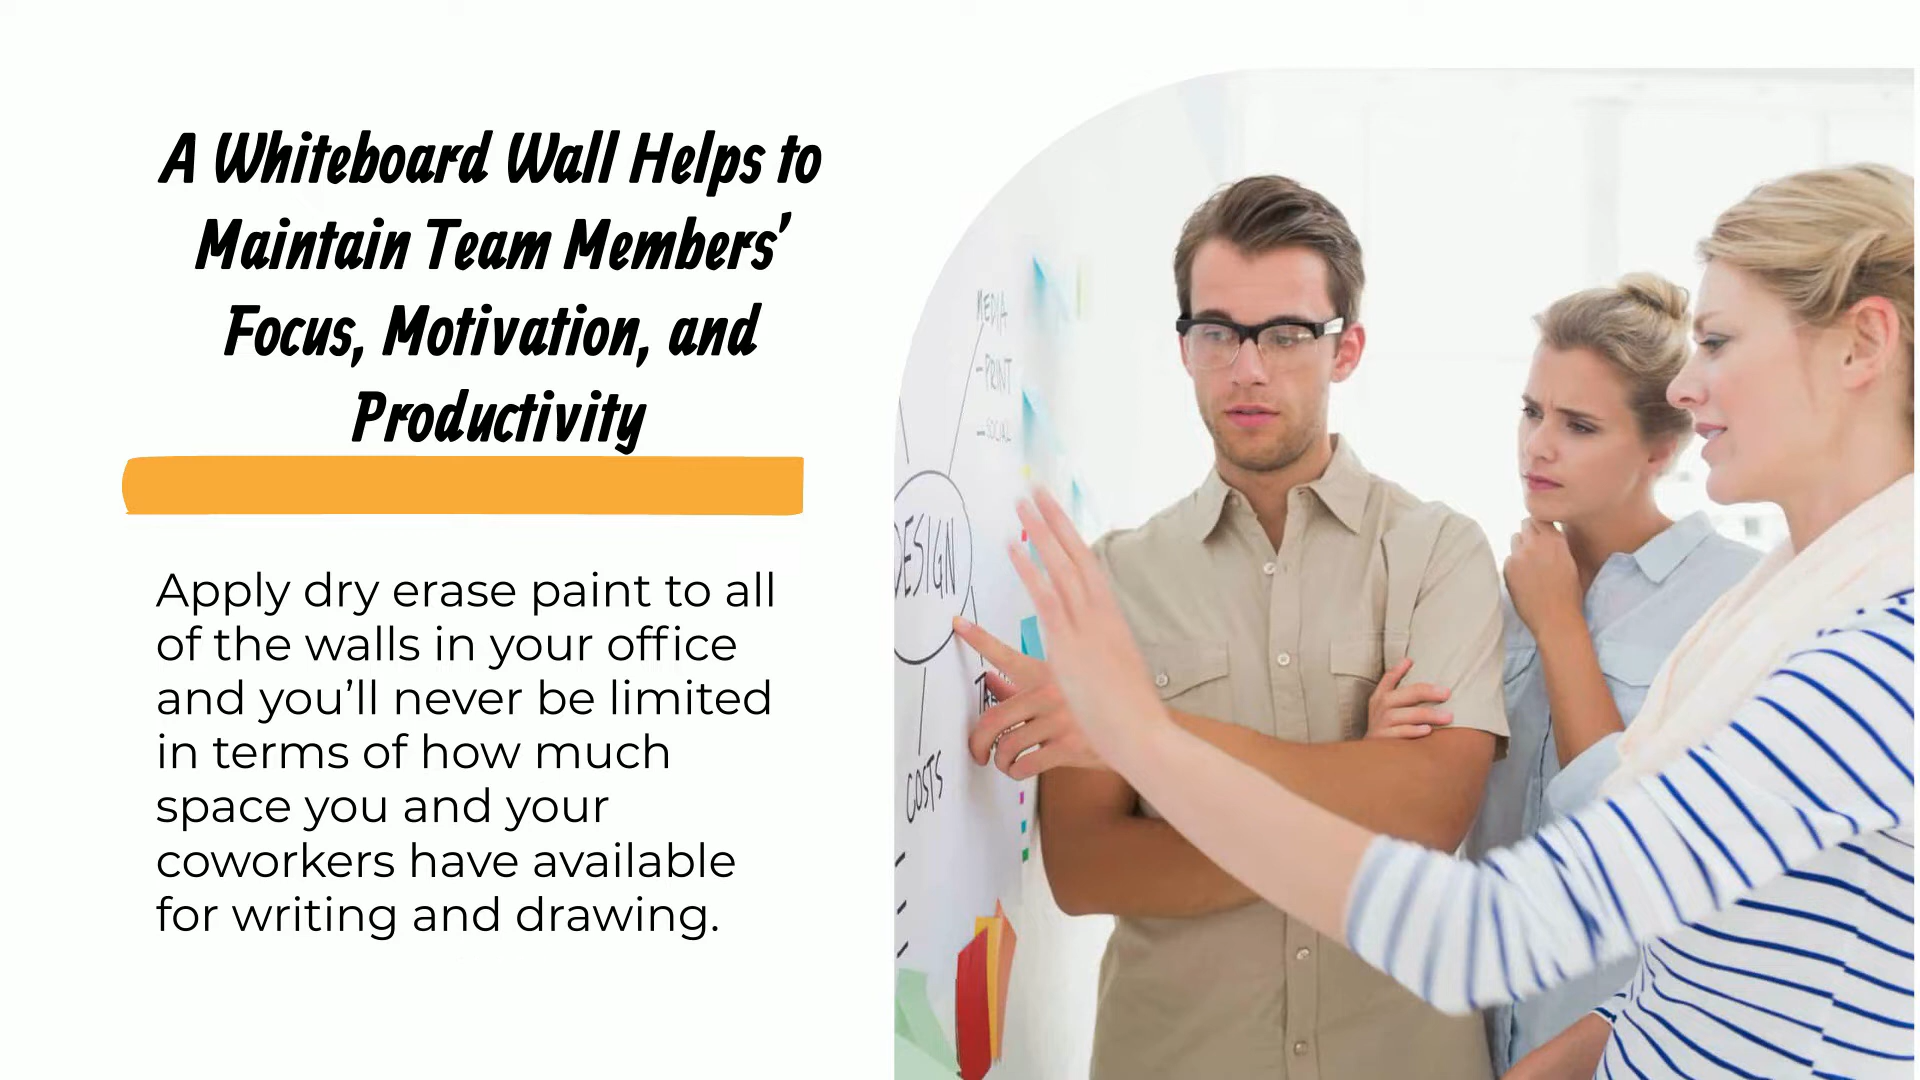 A Whiteboard Wall Helps to
Maintain Team Members’
Focus, Motivation, and
Productivity
Apply dry erase paint to all
of the walls in your office
and you’ll never be limited
in terms of how much
space you and your
coworkers have available
for writing and drawing.
MEDIA
-PRINT
-SOCIAL
DESIGN
COSTS